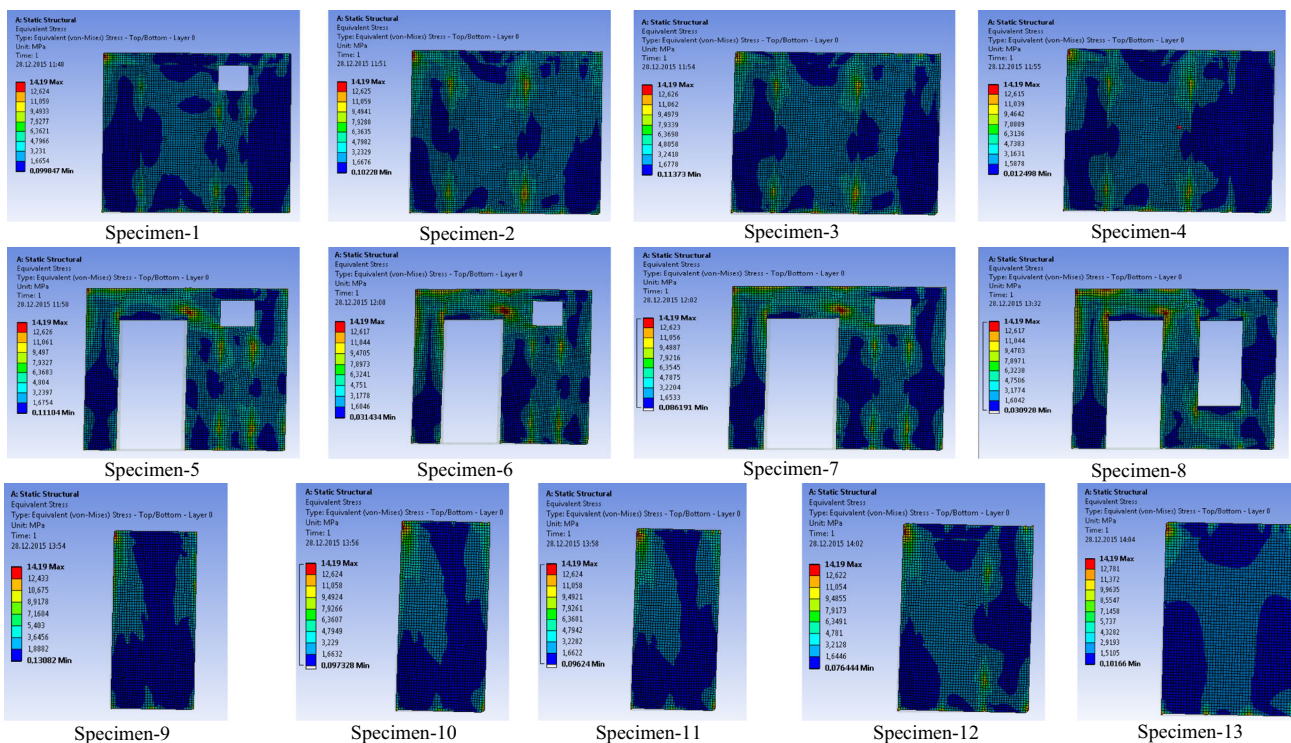 A: Static Structural
Equivalent Stress
Type: Equivalent (von-Mises) Stress - Top/Bottom - Layer 0
Unit: MPa
Time: 1
28.12.2015 11:48
14,19 Max
12,624
11,059
9,4933
7,9277
6,3621
4,7966
3,231
1,6654
0,099847 Min
Specimen-1
A: Static Structural
Equivalent Stress
Type: Equivalent (von-Mises) Stress - Top/Bottom - Layer 0
Unit: MPa
Time: 1
28.12.2015 11:51
14,19 Max
12,625
11,059
9,4941
7,9288
6,3635
4,7982
3,2329
1,6676
0,10228 Min
Specimen-2
A: Static Structural
Equivalent Stress
Type: Equivalent (von-Mises) Stress - Top/Bottom - Layer 0
Unit: MPa
Time: 1
28.12.2015 11:54
14,19 Max
12,626
11,062
9,4979
7,9339
6,3698
4,8058
3,2418
1,6778
0,11373 Min
Specimen-3
A: Static Structural
Equivalent Stress
Type: Equivalent (von-Mises) Stress - Top/Bottom - Layer 0
Unit: MPa
Time: 1
28.12.2015 11:55
14,19 Max
12,615
11,039
9,4642
7,8889
6,3136
4,7383
3,1631
1,5878
0,012498 Min
Specimen-4
A: Static Structural
Equivalent Stress
Type: Equivalent (von-Mises) Stress - Top/Bottom - Layer 0
Unit: MPa
Time: 1
28.12.2015 11:58
14,19 Max
12,626
11,061
9,497
7,9327
6,3683
4,804
3,2397
1,6754
0,11104 Min
Specimen-5
A: Static Structural
Equivalent Stress
Type: Equivalent (von-Mises) Stress - Top/Bottom - Layer 0
Unit: MPa
Time: 1
28.12.2015 12:08
14,19 Max
12,617
11,044
9,4705
7,8973
6,3241
4,751
3,1778
1,6046
0,031434 Min
Specimen-6
A: Static Structural
Equivalent Stress
Type: Equivalent (von-Mises) Stress - Top/Bottom - Layer 0
Unit: MPa
Time: 1
28.12.2015 12:02
14,19 Max
12,623
11,056
9,4887
7,9216
6,3545
4,7875
3,2204
1,6533
0,086191 Min
Specimen-7
A: Static Structural
Equivalent Stress
Type: Equivalent (von-Mises) Stress - Top/Bottom - Layer 0
Unit: MPa
Time: 1
28.12.2015 13:32
14,19 Max
12,617
11,044
9,4703
7,8971
6,3238
4,7506
3,1774
1,6042
0,030928 Min
Specimen-8
A: Static Structural
Equivalent Stress
Type: Equivalent (von-Mises) Stress - Top/Bottom - Layer 0
Unit: MPa
Time: 1
28.12.2015 13:54
14,19 Max
12,433
10,675
8,9178
7,1604
5,403
3,6456
1,8882
0,13082 Min
Specimen-9
A: Static Structural
Equivalent Stress
Type: Equivalent (von-Mises) Stress - Top/Bottom - Layer 0
Unit: MPa
Time: 1
28.12.2015 13:56
14,19 Max
12,624
11,058
9,4924
7,9266
6,3607
4,7949
3,229
1,6632
0,097328 Min
Specimen-10
A: Static Structural
Equivalent Stress
Type: Equivalent (von-Mises) Stress - Top/Bottom - Layer 0
Unit: MPa
Time: 1
28.12.2015 13:58
14,19 Max
12,624
11,058
9,4921
7,9261
6,3601
4,7942
3,2282
1,6622
0,09624 Min
Specimen-11
A: Static Structural
Equivalent Stress
Type: Equivalent (von-Mises) Stress - Top/Bottom - Layer 0
Unit: MPa
Time: 1
28.12.2015 14:02
14,19 Max
12,622
11,054
9,4855
7,9173
6,3491
4,781
3,2128
1,6446
0,076444 Min
Specimen-12
A: Static Structural
Equivalent Stress
Type: Equivalent (von-Mises) Stress - Top/Bottom - Layer 0
Unit: MPa
Time: 1
28.12.2015 14:04
14,19 Max
12,781
11,372
9,9635
8,5547
7,1458
5,737
4,3282
2,9193
1,5105
0,10166 Min
Specimen-13